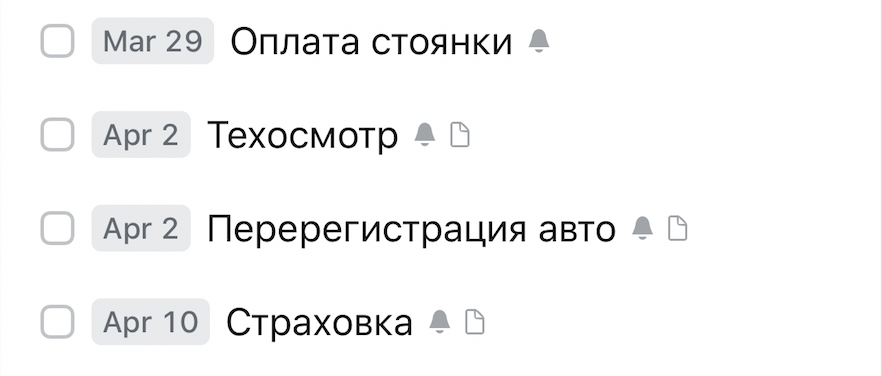 Mar 29 Оплата стоянки
Apr 2 Техосмотр
Apr 2 Перерегистрация авто
Apr 10 Страховка